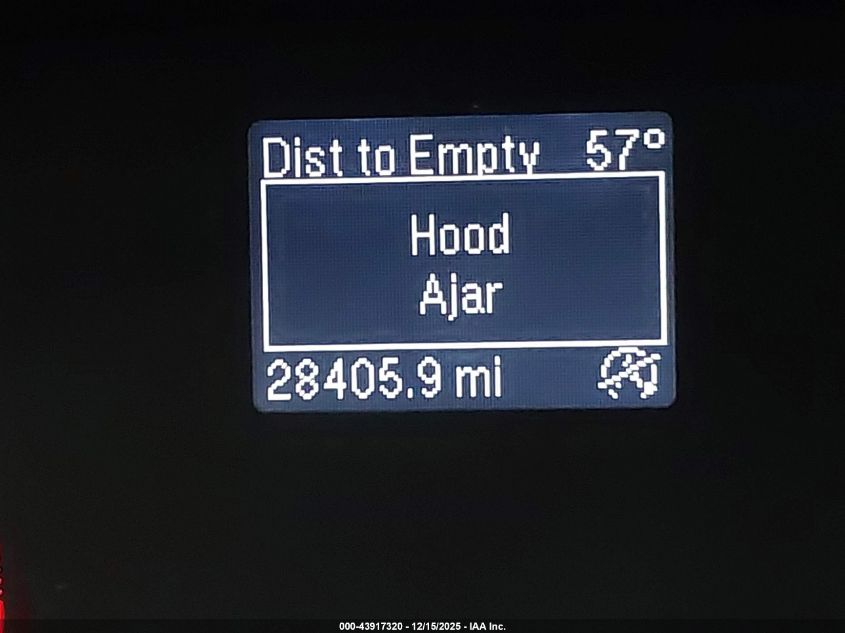 Dist to Empty 57°
Hood
Ajar
28405.9 mi
000-43917320 - 12/15/2025 - IAA Inc.